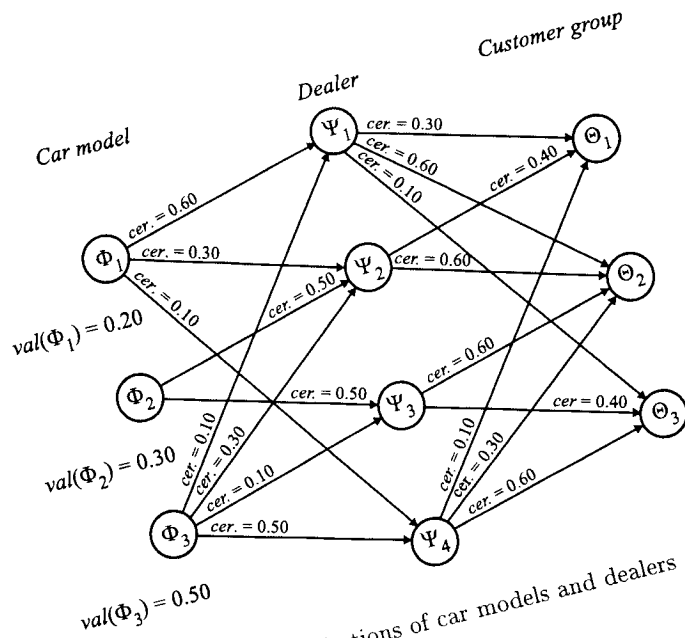 Customer group
Dealer
Car model
Ψ1
cer. = 0.30
Θ1
cer. = 0.60
cer. = 0.40
cer. = 0.10
cer. = 0.60
Φ1
cer. = 0.30
Ψ2
cer. = 0.60
Θ2
cer. = 0.10
cer. = 0.50
val(Φ1) = 0.20
Φ2
cer. = 0.50
Ψ3
cer. = 0.60
cer = 0.40
Θ3
cer. = 0.10
cer. = 0.30
cer. = 0.10
cer. = 0.10
cer. = 0.30
cer. = 0.60
val(Φ2) = 0.30
Φ3
cer. = 0.50
Ψ4
val(Φ3) = 0.50
of car models and dealers